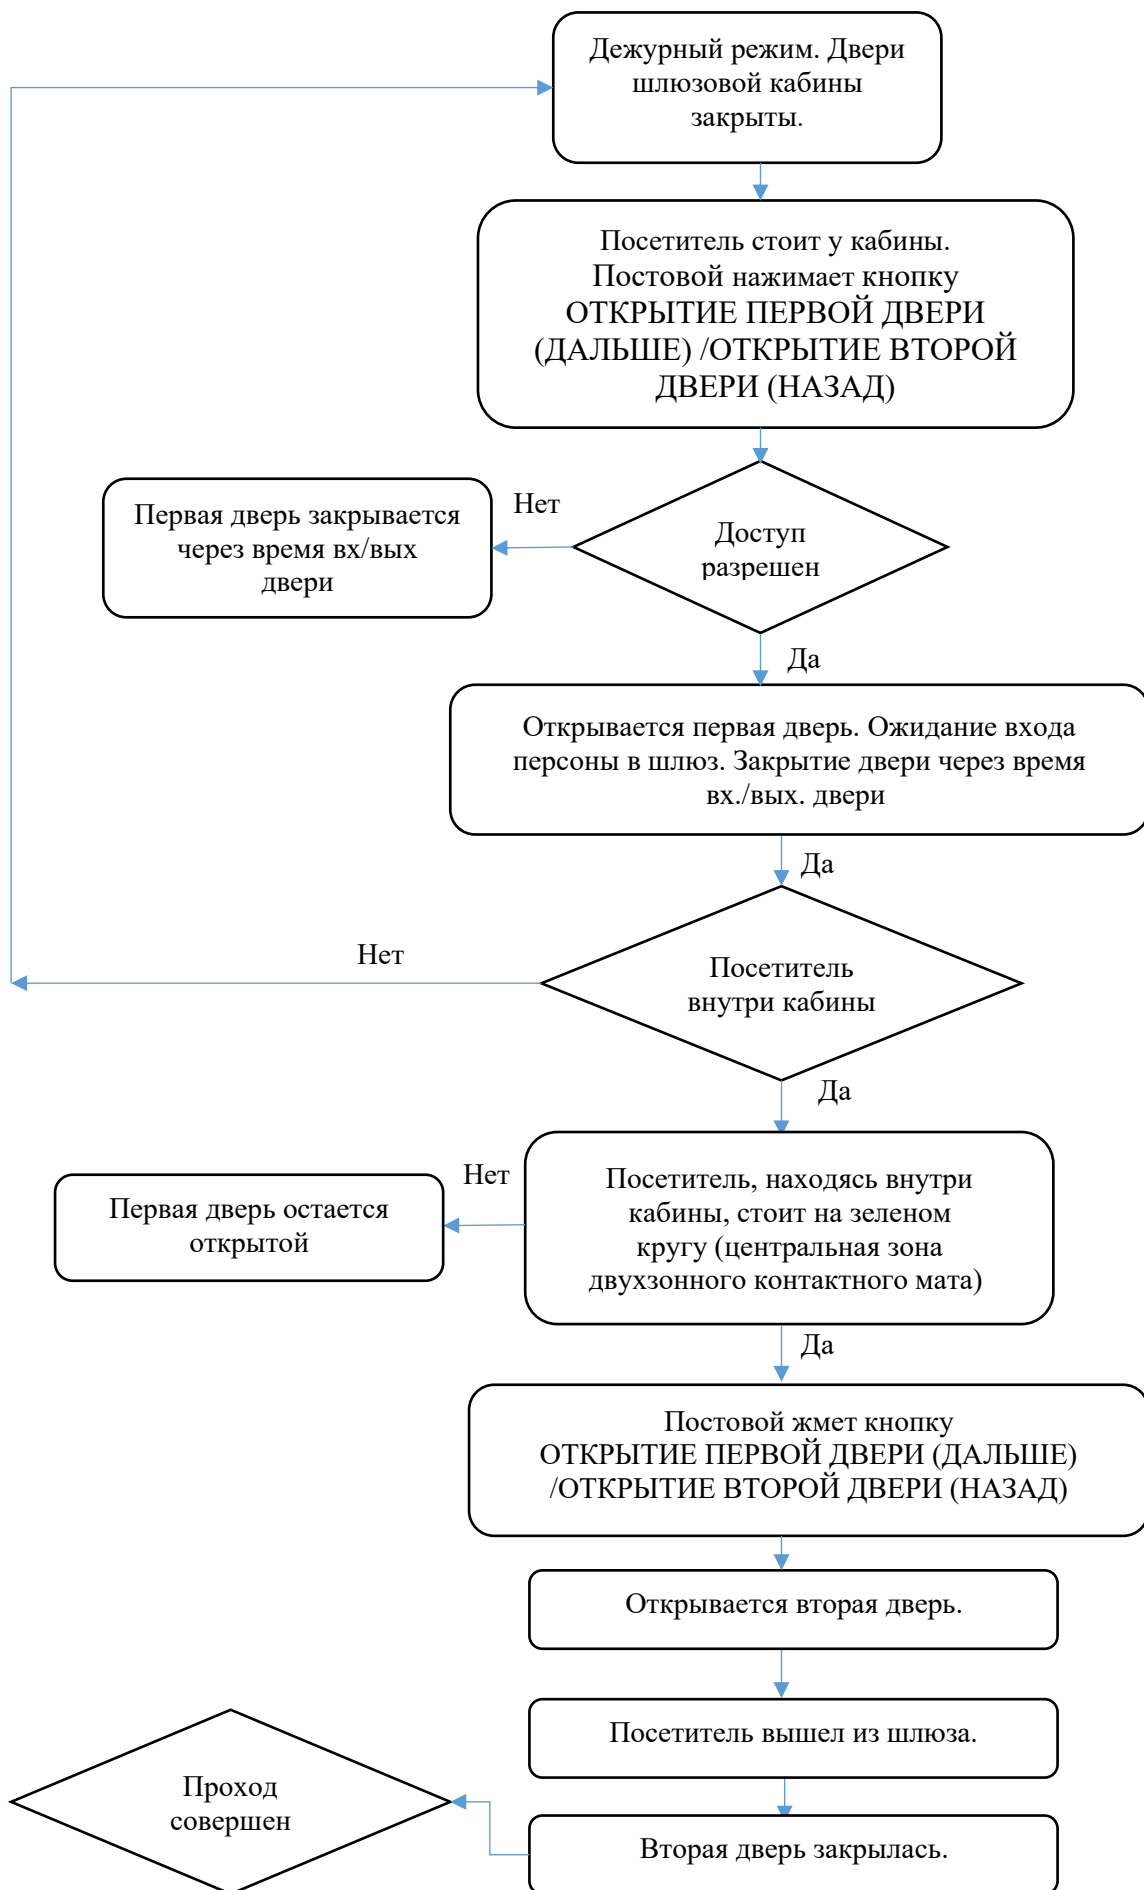 Дежурный режим. Двери
шлюзовой кабины
закрыты.
Посетитель стоит у кабины.
Постовой нажимает кнопку
ОТКРЫТИЕ ПЕРВОЙ ДВЕРИ
(ДАЛЬШЕ) /ОТКРЫТИЕ ВТОРОЙ
ДВЕРИ (НАЗАД)
Нет
Первая дверь закрывается
через время вх/вых
двери
Доступ
разрешен
Да
Открывается первая дверь. Ожидание входа
персоны в шлюз. Закрытие двери через время
вх./вых. двери
Да
Нет
Посетитель
внутри кабины
Да
Нет
Первая дверь остается
открытой
Посетитель, находясь внутри
кабины, стоит на зеленом
кругу (центральная зона
двухзонного контактного мата)
Да
Постовой жмет кнопку
ОТКРЫТИЕ ПЕРВОЙ ДВЕРИ (ДАЛЬШЕ)
/ОТКРЫТИЕ ВТОРОЙ ДВЕРИ (НАЗАД)
Открывается вторая дверь.
Посетитель вышел из шлюза.
Проход
совершен
Вторая дверь закрылась.